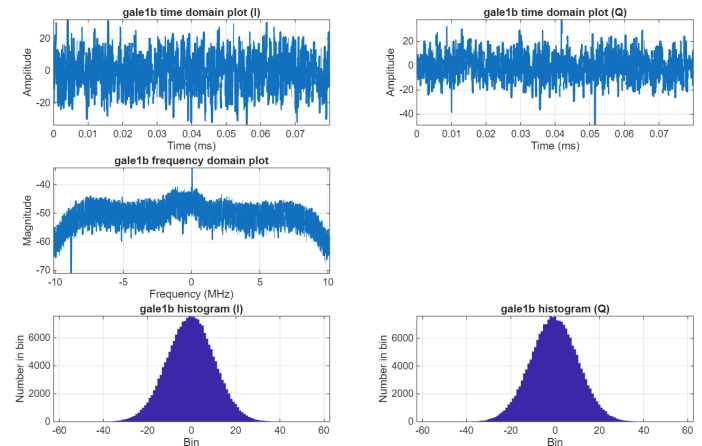 gale1b time domain plot (I)
Amplitude
20
0
-20
0 0.01 0.02 0.03 0.04 0.05 0.06 0.07
Time (ms)
gale1b time domain plot (Q)
Amplitude
20
0
-20
-40
0 0.01 0.02 0.03 0.04 0.05 0.06 0.07
Time (ms)
gale1b frequency domain plot
Magnitude
-40
-50
-60
-70
-10 -5 0 5 10
Frequency (MHz)
gale1b histogram (I)
Number in bin
6000
4000
2000
0
-60 -40 -20 0 20 40 60
Bin
gale1b histogram (Q)
Number in bin
6000
4000
2000
0
-60 -40 -20 0 20 40 60
Bin